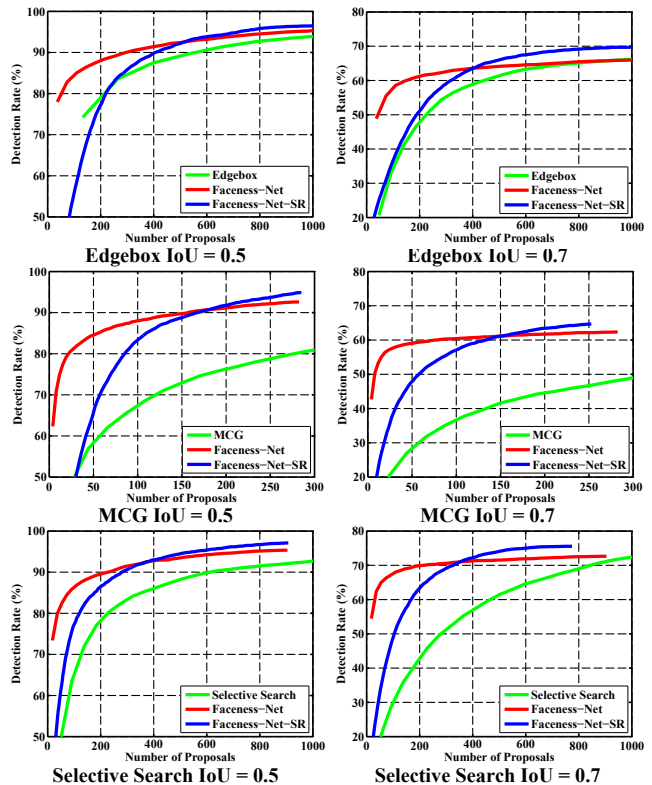 100
90
80
70
60
50
Detection Rate (%)
0 200 400 600 800 1000
Number of Proposals
Edgebox
Faceness-Net
Faceness-Net-SR
Edgebox IoU = 0.5
80
70
60
50
40
30
20
Detection Rate (%)
0 200 400 600 800 1000
Number of Proposals
Edgebox
Faceness-Net
Faceness-Net-SR
Edgebox IoU = 0.7
100
90
80
70
60
50
Detection Rate (%)
0 50 100 150 200 250 300
Number of Proposals
MCG
Faceness-Net
Faceness-Net-SR
MCG IoU = 0.5
80
70
60
50
40
30
20
Detection Rate (%)
0 50 100 150 200 250 300
Number of Proposals
MCG
Faceness-Net
Faceness-Net-SR
MCG IoU = 0.7
100
90
80
70
60
50
Detection Rate (%)
0 200 400 600 800 1000
Number of Proposals
Selective Search
Faceness-Net
Faceness-Net-SR
Selective Search IoU = 0.5
80
70
60
50
40
30
20
Detection Rate (%)
0 200 400 600 800 1000
Number of Proposals
Selective Search
Faceness-Net
Faceness-Net-SR
Selective Search IoU = 0.7